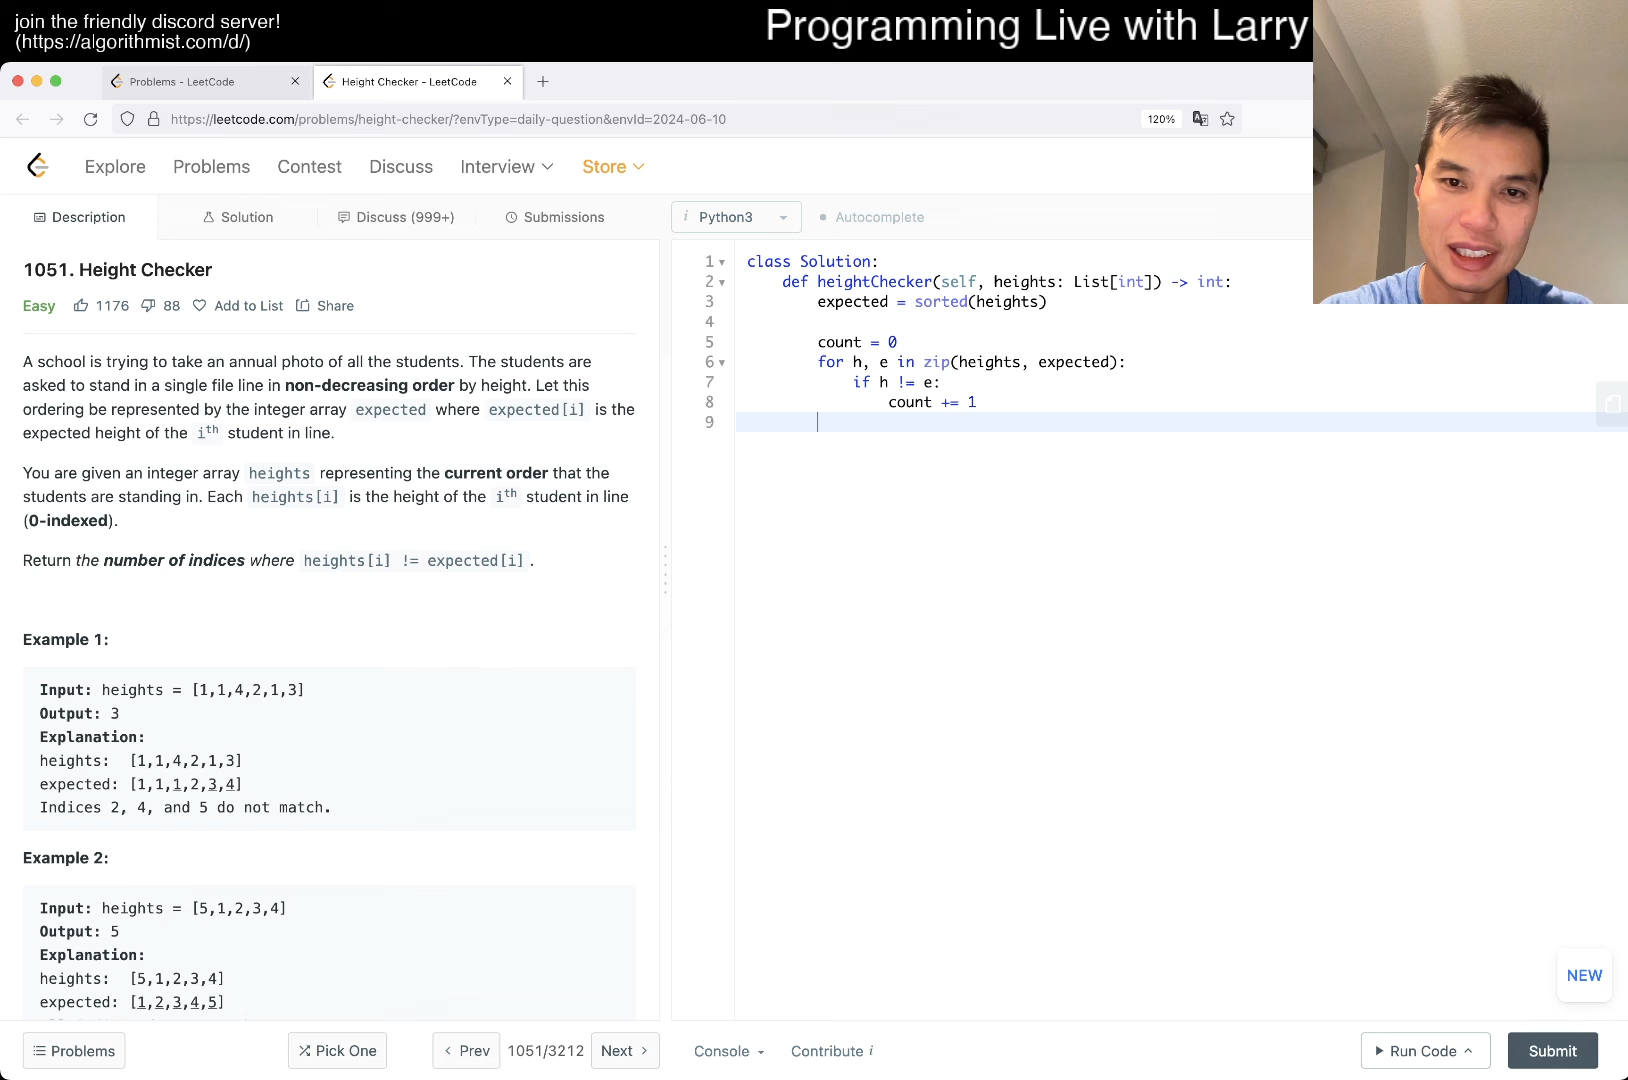 join the friendly discord server!
(https://algorithmist.com/d/)
Programming Live with Larry
Problems - LeetCode
Height Checker - LeetCode
https://leetcode.com/problems/height-checker/?envType=daily-question&envId=2024-06-10
120%
Explore Problems Contest Discuss Interview Store
Description Solution Discuss (999+) Submissions
i Python3 Autocomplete
1051. Height Checker
Easy 1176 88 Add to List Share
A school is trying to take an annual photo of all the students. The students are
asked to stand in a single file line in non-decreasing order by height. Let this
ordering be represented by the integer array expected where expected[i] is the
expected height of the ith student in line.
You are given an integer array heights representing the current order that the
students are standing in. Each heights[i] is the height of the ith student in line
(0-indexed).
Return the number of indices where heights[i] != expected[i] .
Example 1:
Input: heights = [1,1,4,2,1,3]
Output: 3
Explanation:
heights:  [1,1,4,2,1,3]
expected: [1,1,1,2,3,4]
Indices 2, 4, and 5 do not match.
Example 2:
Input: heights = [5,1,2,3,4]
Output: 5
Explanation:
heights:  [5,1,2,3,4]
expected: [1,2,3,4,5]
1 class Solution:
2     def heightChecker(self, heights: List[int]) -> int:
3         expected = sorted(heights)
4
5         count = 0
6         for h, e in zip(heights, expected):
7             if h != e:
8                 count += 1
9
NEW
Problems Pick One Prev 1051/3212 Next Console Contribute i Run Code Submit